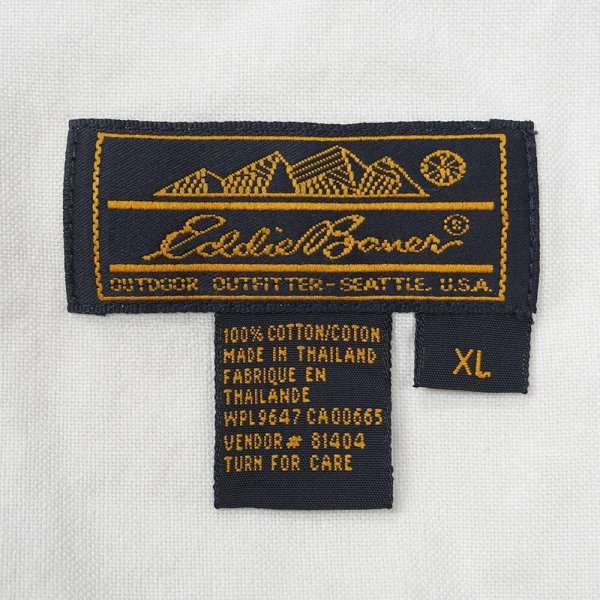 Eddie Bauer®
OUTDOOR OUTFITTER-SEATTLE, U.S.A.
100% COTTON/COTON
MADE IN THAILAND
FABRIQUE EN
THAILANDE
WPL9647 CA00665
VENDOR# 81404
TURN FOR CARE
XL